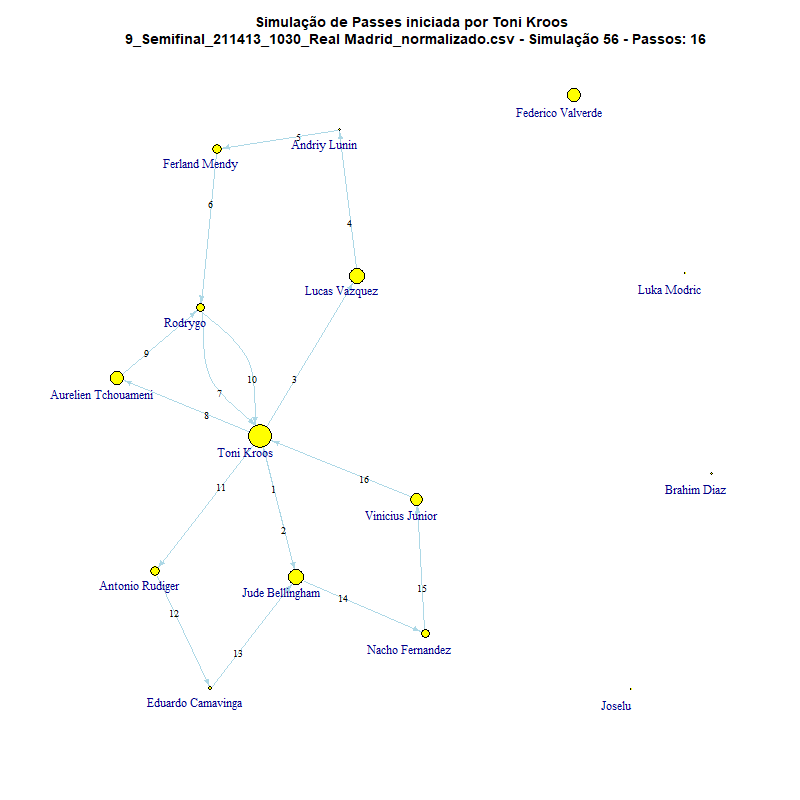 Simulação de Passes iniciada por Toni Kroos
9_Semifinal_211413_1030_Real Madrid_normalizado.csv - Simulação 56 - Passos: 16
Federico Valverde
5
Andriy Lunin
Ferland Mendy
6
4
Lucas Vazquez
Luka Modric
Rodrygo
9
10
3
7
Aurelien Tchouameni
8
Toni Kroos
16
11
1
Brahim Diaz
Vinicius Junior
2
Antonio Rudiger
Jude Bellingham
15
14
12
Nacho Fernandez
13
Eduardo Camavinga
Joselu